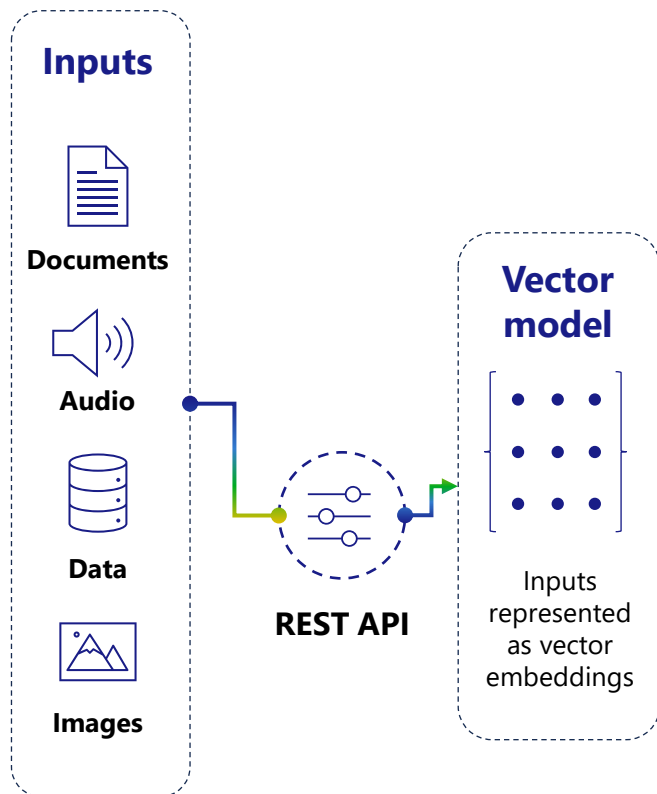 Inputs
Documents
Audio
Data
Images
REST API
Vector
model
Inputs
represented
as vector
embeddings